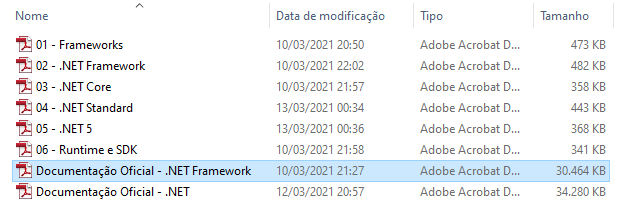 Nome Data de modificação Tipo Tamanho
01 - Frameworks 10/03/2021 20:50 Adobe Acrobat D... 473 KB
02 - .NET Framework 10/03/2021 22:02 Adobe Acrobat D... 482 KB
03 - .NET Core 10/03/2021 21:57 Adobe Acrobat D... 358 KB
04 - .NET Standard 13/03/2021 00:34 Adobe Acrobat D... 443 KB
05 - .NET 5 13/03/2021 00:36 Adobe Acrobat D... 368 KB
06 - Runtime e SDK 10/03/2021 21:58 Adobe Acrobat D... 341 KB
Documentação Oficial - .NET Framework 10/03/2021 21:27 Adobe Acrobat D... 30.464 KB
Documentação Oficial - .NET 12/03/2021 20:57 Adobe Acrobat D... 34.280 KB